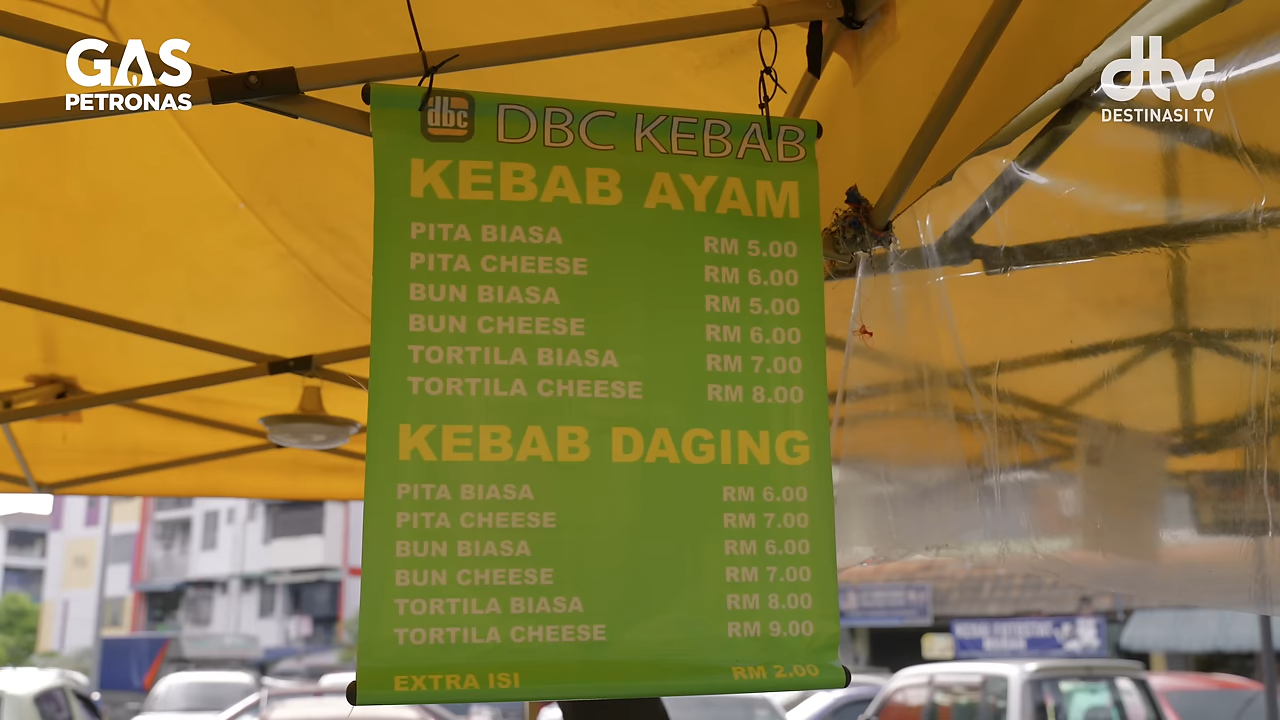 GAS
PETRONAS
dtv.
DESTINASI TV
dbc DBC KEBAB
KEBAB AYAM
PITA BIASA RM 5.00
PITA CHEESE RM 6.00
BUN BIASA RM 5.00
BUN CHEESE RM 6.00
TORTILA BIASA RM 7.00
TORTILA CHEESE RM 8.00
KEBAB DAGING
PITA BIASA RM 6.00
PITA CHEESE RM 7.00
BUN BIASA RM 6.00
BUN CHEESE RM 7.00
TORTILA BIASA RM 8.00
TORTILA CHEESE RM 9.00
EXTRA ISI RM 2.00